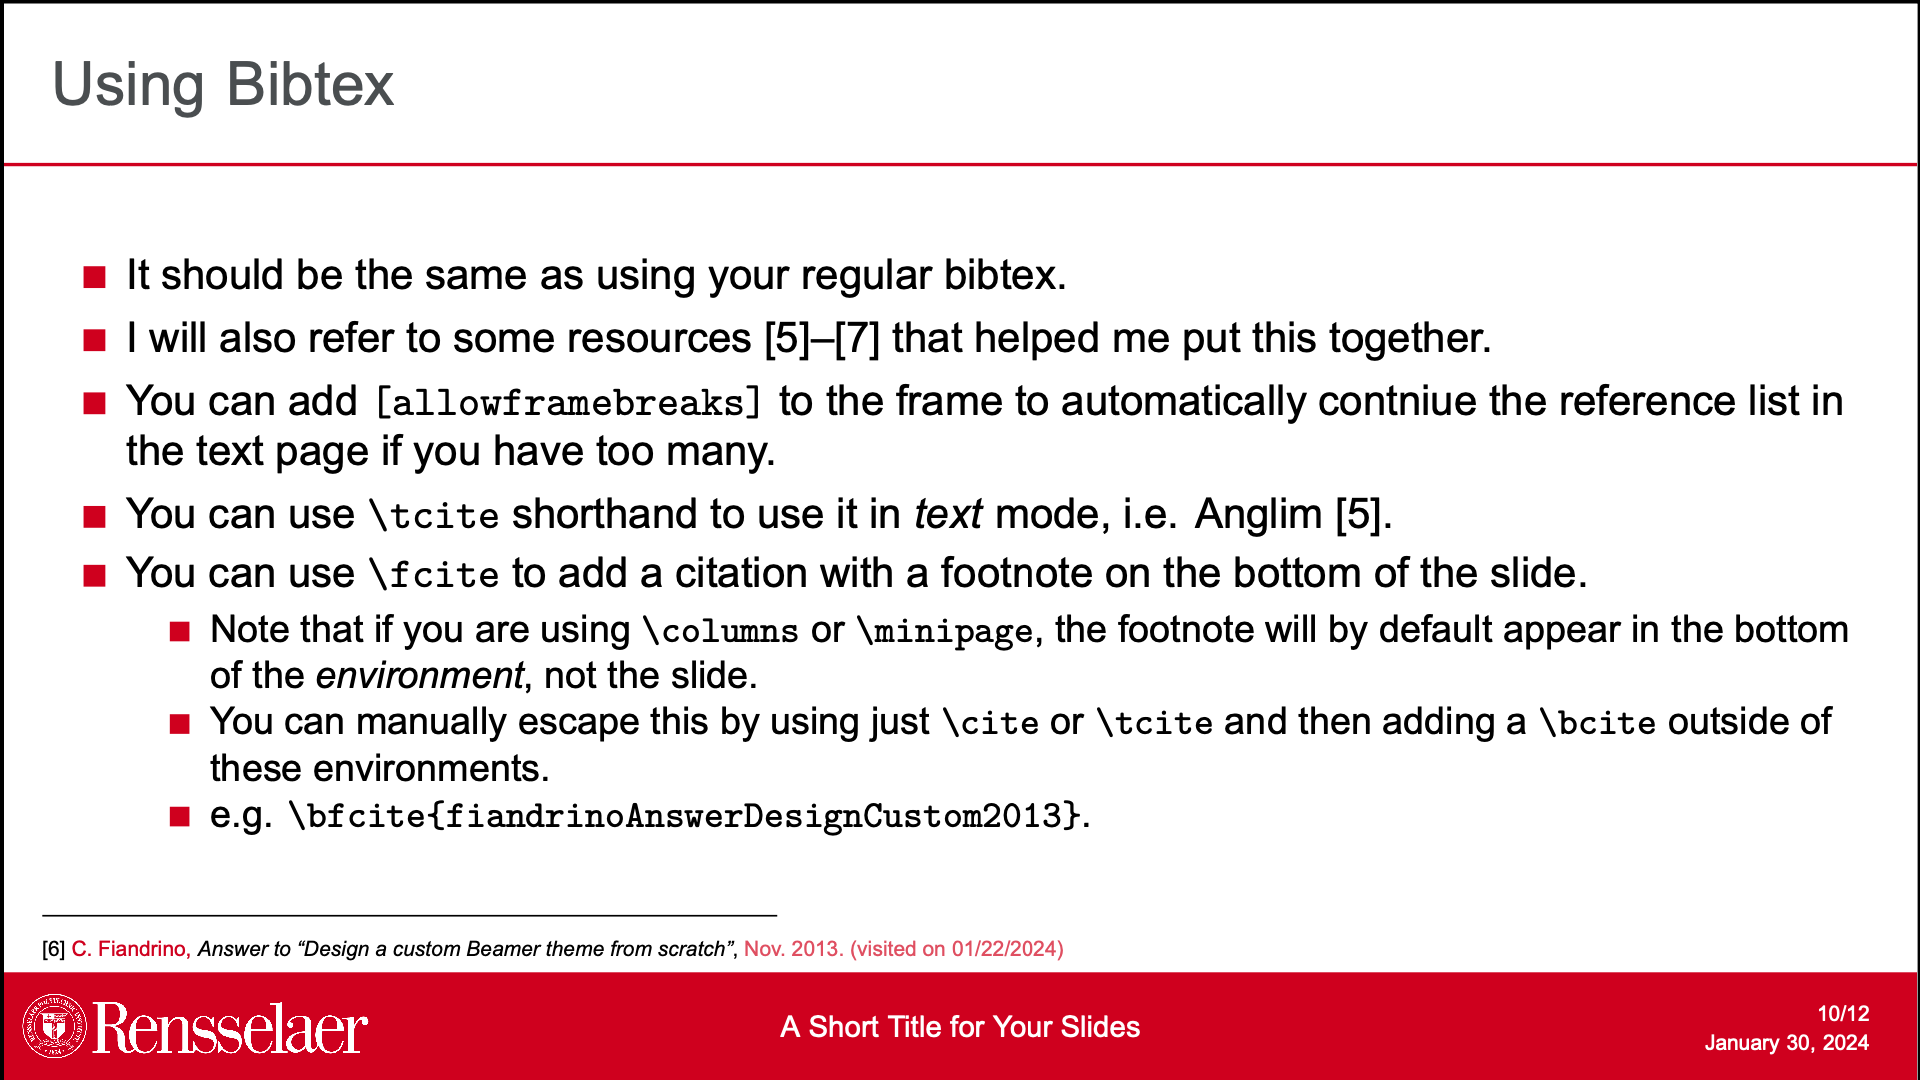 Using Bibtex
It should be the same as using your regular bibtex.
I will also refer to some resources [5]–[7] that helped me put this together.
You can add [allowframebreaks] to the frame to automatically contniue the reference list in
the text page if you have too many.
You can use \tcite shorthand to use it in text mode, i.e. Anglim [5].
You can use \fcite to add a citation with a footnote on the bottom of the slide.
Note that if you are using \columns or \minipage, the footnote will by default appear in the bottom
of the environment, not the slide.
You can manually escape this by using just \cite or \tcite and then adding a \bcite outside of
these environments.
e.g. \bfcite{fiandrinoAnswerDesignCustom2013}.
[6] C. Fiandrino, Answer to “Design a custom Beamer theme from scratch”, Nov. 2013. (visited on 01/22/2024)
Rensselaer
A Short Title for Your Slides
10/12
January 30, 2024